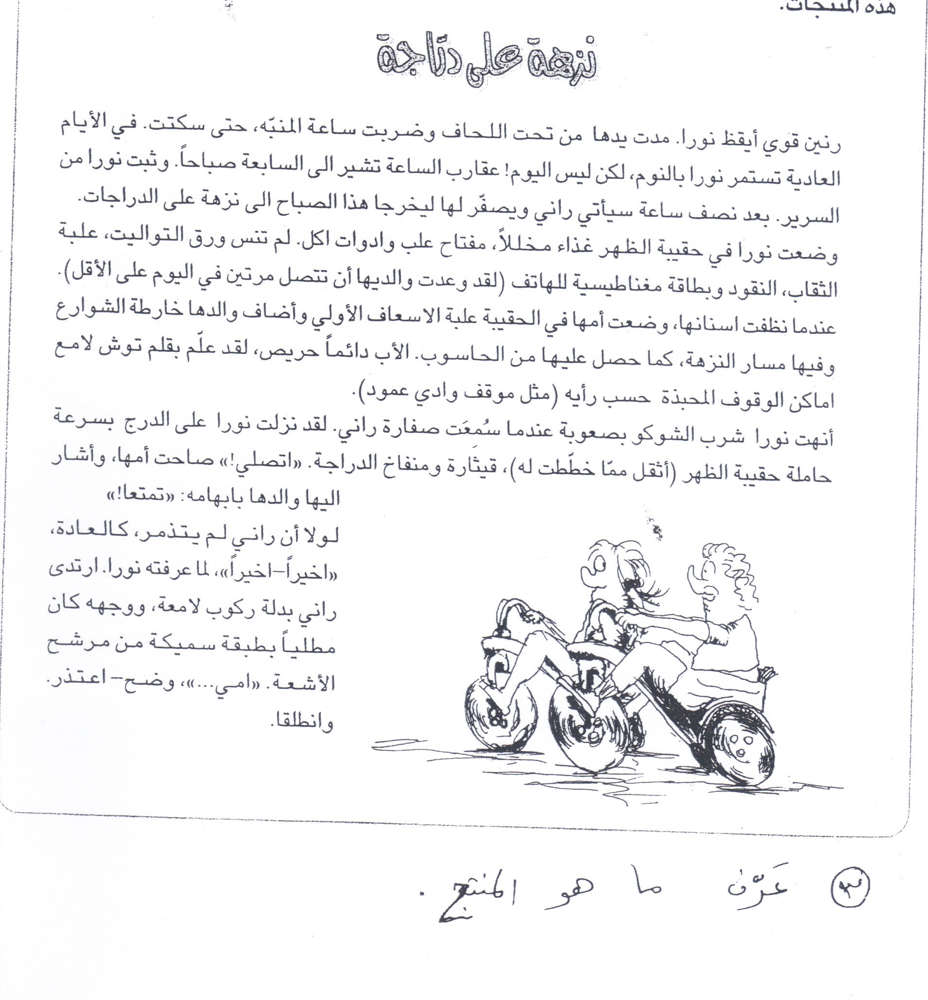 هذه المنتجات.
نزهة على درّاجة
رنين قوي أيقظ نورا. مدت يدها من تحت اللحاف وضربت ساعة المنبّه، حتى سكتت. في الأيام
العادية تستمر نورا بالنوم، لكن ليس اليوم! عقارب الساعة تشير الى السابعة صباحاً. وثبت نورا من
السرير. بعد نصف ساعة سيأتي راني ويصفّر لها ليخرجا هذا الصباح الى نزهة على الدراجات.
وضعت نورا في حقيبة الظهر غذاء مخللاً، مفتاح علب وادوات اكل. لم تنس ورق التواليت، علبة
الثقاب، النقود وبطاقة مغناطيسية للهاتف (لقد وعدت والديها أن تتصل مرتين في اليوم على الأقل).
عندما نظفت اسنانها، وضعت أمها في الحقيبة علبة الاسعاف الأولي وأضاف والدها خارطة الشوارع
وفيها مسار النزهة، كما حصل عليها من الحاسوب. الأب دائماً حريص، لقد علّم بقلم توش لامع
اماكن الوقوف المحبذة حسب رأيه (مثل موقف وادي عمود).
أنهت نورا شرب الشوكو بصعوبة عندما سُمعَت صفارة راني. لقد نزلت نورا على الدرج بسرعة
حاملة حقيبة الظهر (أثقل ممّا خطّطت له)، قيثَارة ومنفاخ الدراجة. «اتصلي!» صاحت أمها، وأشار
اليها والدها بابهامه: «تمتعا!»
لولا أن راني لم يتذمر، كالعادة،
«اخيراً–اخيراً»، لما عرفته نورا. ارتدى
راني بدلة ركوب لامعة، ووجهه كان
مطلياً بطبقة سميكة من مرشح
الأشعة. «امي...»، وضح– اعتذر.
وانطلقا.
٣ عَرّف ما هو المنتج .